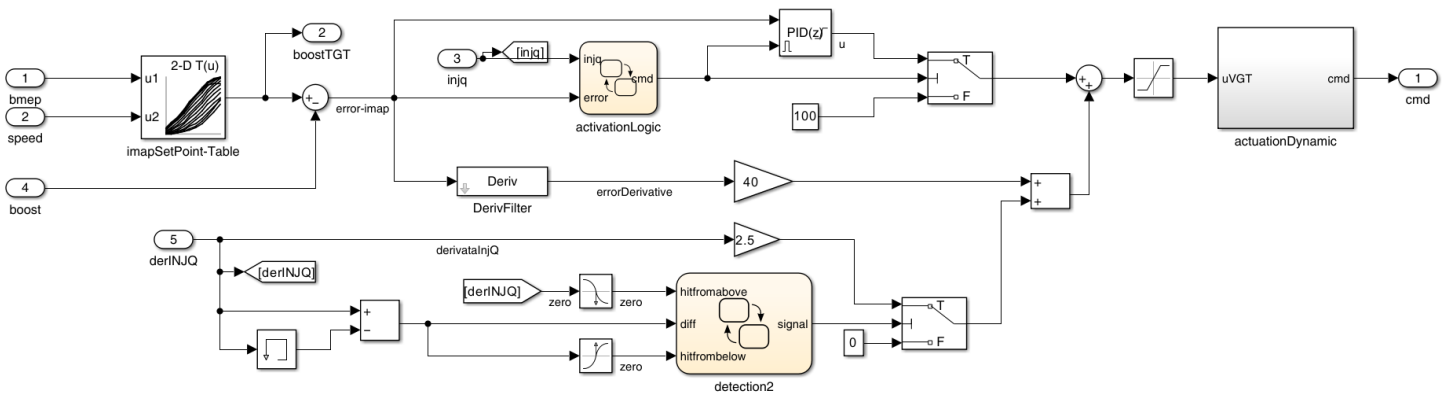 1
bmep
2
speed
2-D T(u)
u1
u2
imapSetPoint-Table
2
boostTGT
+
−
error-imap
4
boost
3
injq
[injq]
injq
cmd
error
activationLogic
PID(z)
u
100
T
F
+
+
uVGT
cmd
actuationDynamic
1
cmd
Deriv
DerivFilter
errorDerivative
40
+
+
5
derINJQ
derivataInjQ
2.5
[derINJQ]
[derINJQ]
zero
zero
+
−
zero
hitfromabove
diff
hitfrombelow
signal
detection2
0
T
F